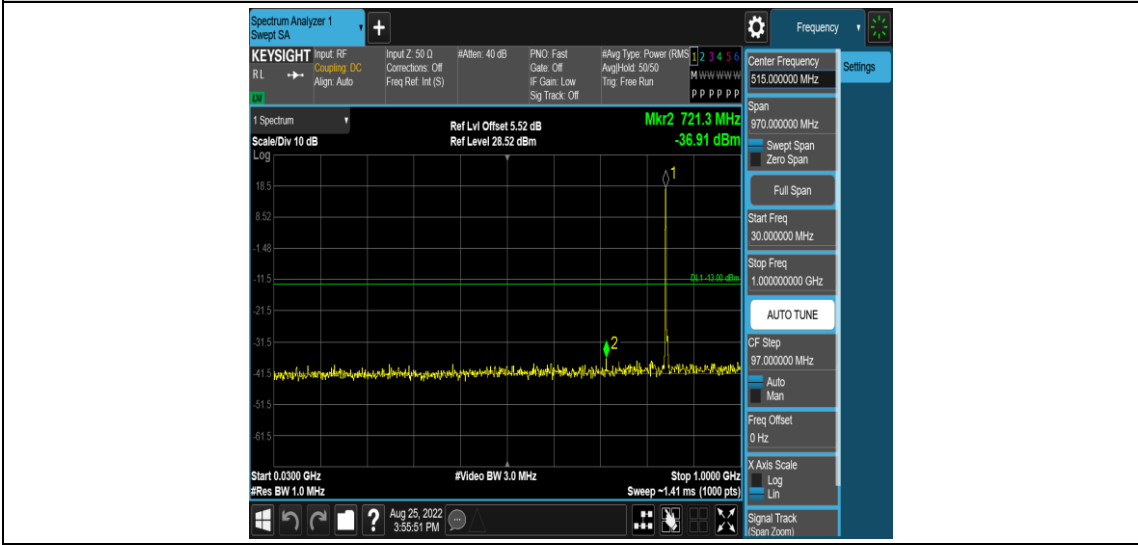 Spectrum Analyzer 1
Swept SA
+
Frequency
KEYSIGHT
RL
LXI
Input: RF
Coupling: DC
Align: Auto
Input Z: 50 Ω
Corrections: Off
Freq Ref: Int (S)
#Atten: 40 dB
PNO: Fast
Gate: Off
IF Gain: Low
Sig Track: Off
#Avg Type: Power (RMS
Avg|Hold: 50/50
Trig: Free Run
1 2 3 4 5 6
M W W W W W
P P P P P P
1 Spectrum
Scale/Div 10 dB
Log
Ref Lvl Offset 5.52 dB
Ref Level 28.52 dBm
Mkr2 721.3 MHz
-36.91 dBm
1
18.5
8.52
-1.48
-11.5
DL1 -13.00 dBm
-21.5
-31.5
2
-41.5
-51.5
-61.5
Start 0.0300 GHz
#Res BW 1.0 MHz
#Video BW 3.0 MHz
Stop 1.0000 GHz
Sweep ~1.41 ms (1000 pts)
?
Aug 25, 2022
3:55:51 PM
Center Frequency
515.000000 MHz
Settings
Span
970.000000 MHz
Swept Span
Zero Span
Full Span
Start Freq
30.000000 MHz
Stop Freq
1.000000000 GHz
AUTO TUNE
CF Step
97.000000 MHz
Auto
Man
Freq Offset
0 Hz
X Axis Scale
Log
Lin
Signal Track
(Span Zoom)